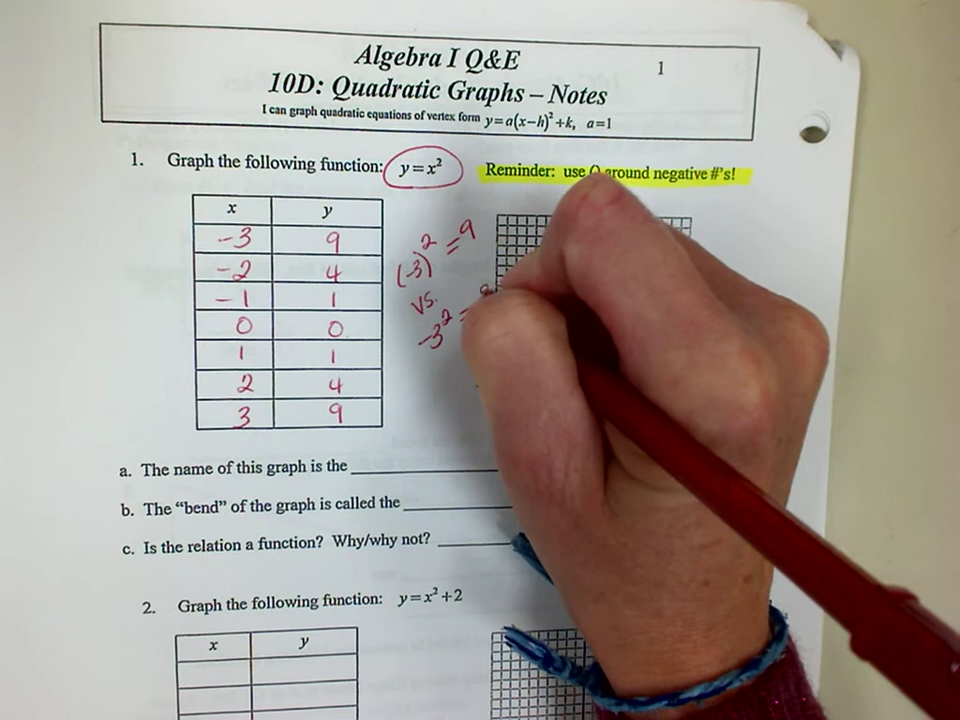 Algebra I Q&E 1
10D: Quadratic Graphs – Notes
I can graph quadratic equations of vertex form y=a(x-h)²+k, a=1
1. Graph the following function: y=x² Reminder: use () around negative #'s!
x y
-3 9
-2 4
-1 1
0 0
1 1
2 4
3 9
(-3)² = 9
vs.
-3² =
a. The name of this graph is the
b. The “bend” of the graph is called the
c. Is the relation a function? Why/why not?
2. Graph the following function: y=x²+2
x y